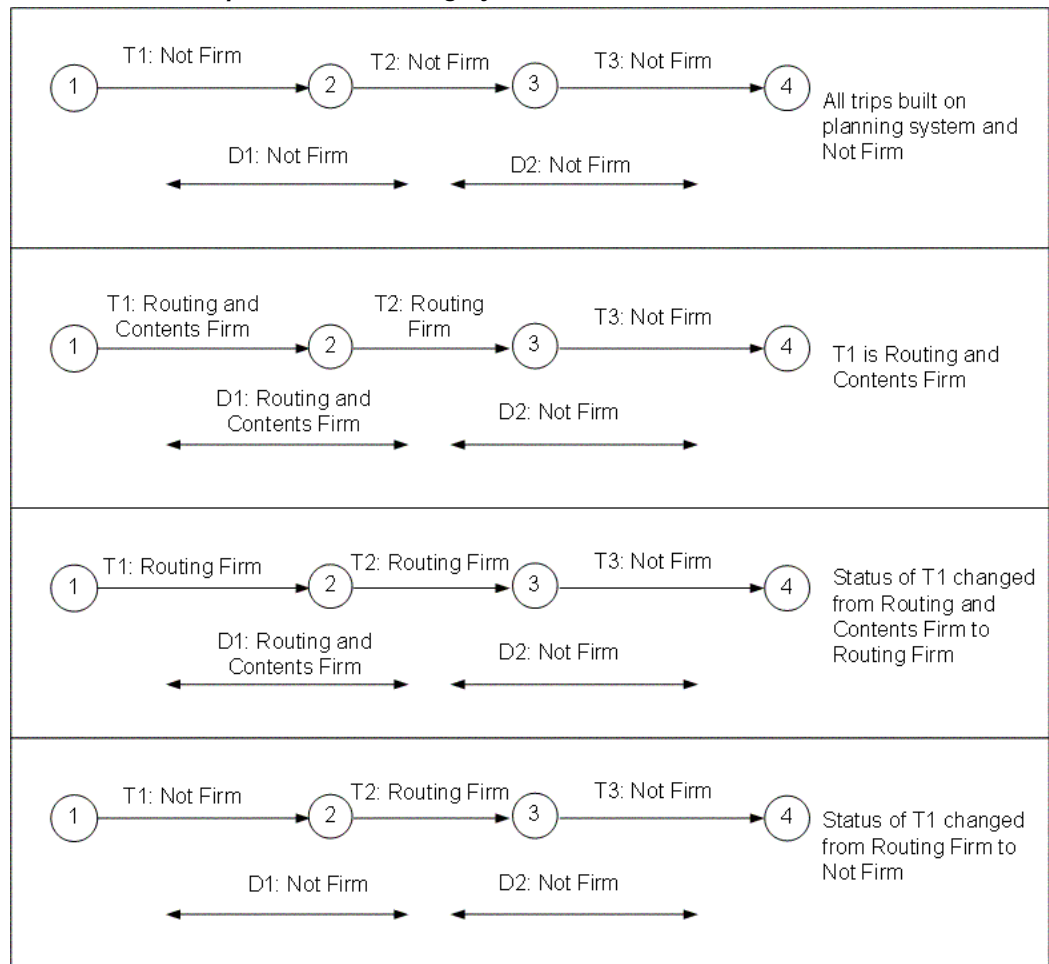 1
T1: Not Firm
2
T2: Not Firm
3
T3: Not Firm
4
All trips built on
planning system and
Not Firm
D1: Not Firm
D2: Not Firm
1
T1: Routing and
Contents Firm
2
T2: Routing
Firm
3
T3: Not Firm
4
T1 is Routing and
Contents Firm
D1: Routing and
Contents Firm
D2: Not Firm
1
T1: Routing Firm
2
T2: Routing Firm
3
T3: Not Firm
4
Status of T1 changed
from Routing and
Contents Firm to
Routing Firm
D1: Routing and
Contents Firm
D2: Not Firm
1
T1: Not Firm
2
T2: Routing Firm
3
T3: Not Firm
4
Status of T1 changed
from Routing Firm to
Not Firm
D1: Not Firm
D2: Not Firm